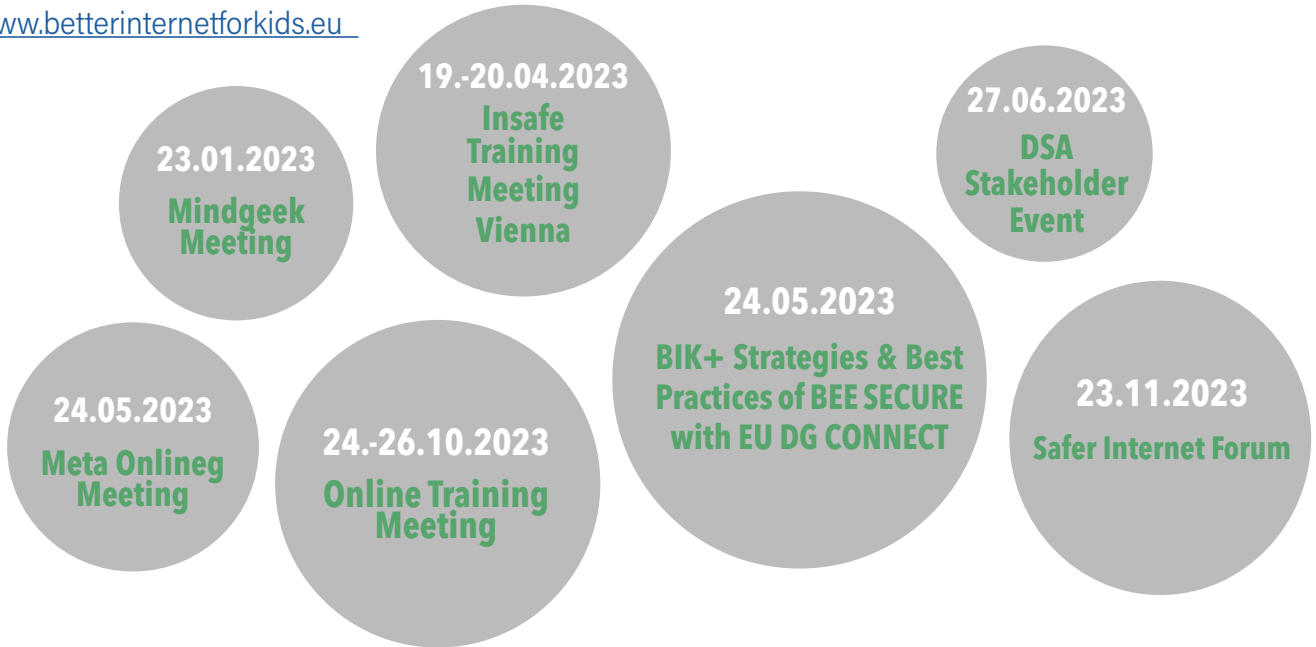 ww.betterinternetforkids.eu
23.01.2023
Mindgeek
Meeting
19.-20.04.2023
Insafe
Training
Meeting
Vienna
27.06.2023
DSA
Stakeholder
Event
24.05.2023
Meta Onlineg
Meeting
24.-26.10.2023
Online Training
Meeting
24.05.2023
BIK+ Strategies & Best
Practices of BEE SECURE
with EU DG CONNECT
23.11.2023
Safer Internet Forum